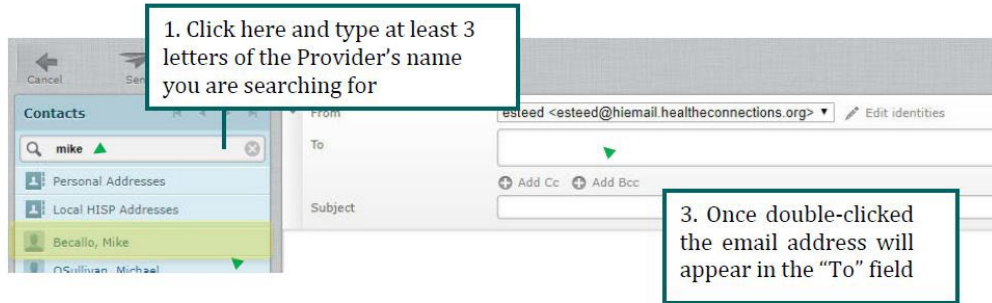 1. Click here and type at least 3
letters of the Provider's name
you are searching for
Cancel
Contacts
From
esteed <esteed@hiemail.healtheconnections.org>
Edit identities
mike
To
Personal Addresses
Add Cc Add Bcc
Local HISP Addresses
Subject
Becallo, Mike
OSullivan, Michael
3. Once double-clicked
the email address will
appear in the “To” field